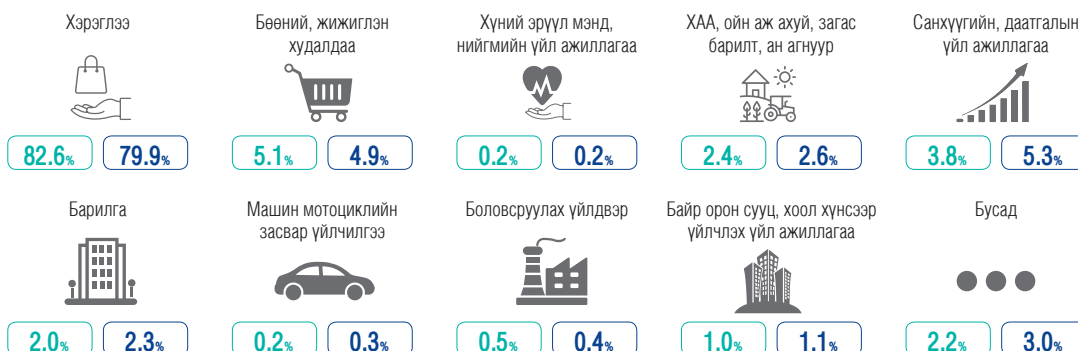 Хэрэглээ
82.6% 79.9%
Бөөний, жижиглэн
худалдаа
5.1% 4.9%
Хүний эрүүл мэнд,
нийгмийн үйл ажиллагаа
0.2% 0.2%
ХАА, ойн аж ахуй, загас
барилт, ан агнуур
2.4% 2.6%
Санхүүгийн, даатгалын
үйл ажиллагаа
3.8% 5.3%
Барилга
2.0% 2.3%
Машин мотоциклийн
засвар үйлчилгээ
0.2% 0.3%
Боловсруулах үйлдвэр
0.5% 0.4%
Байр орон сууц, хоол хүнсээр
үйлчлэх үйл ажиллагаа
1.0% 1.1%
Бусад
2.2% 3.0%